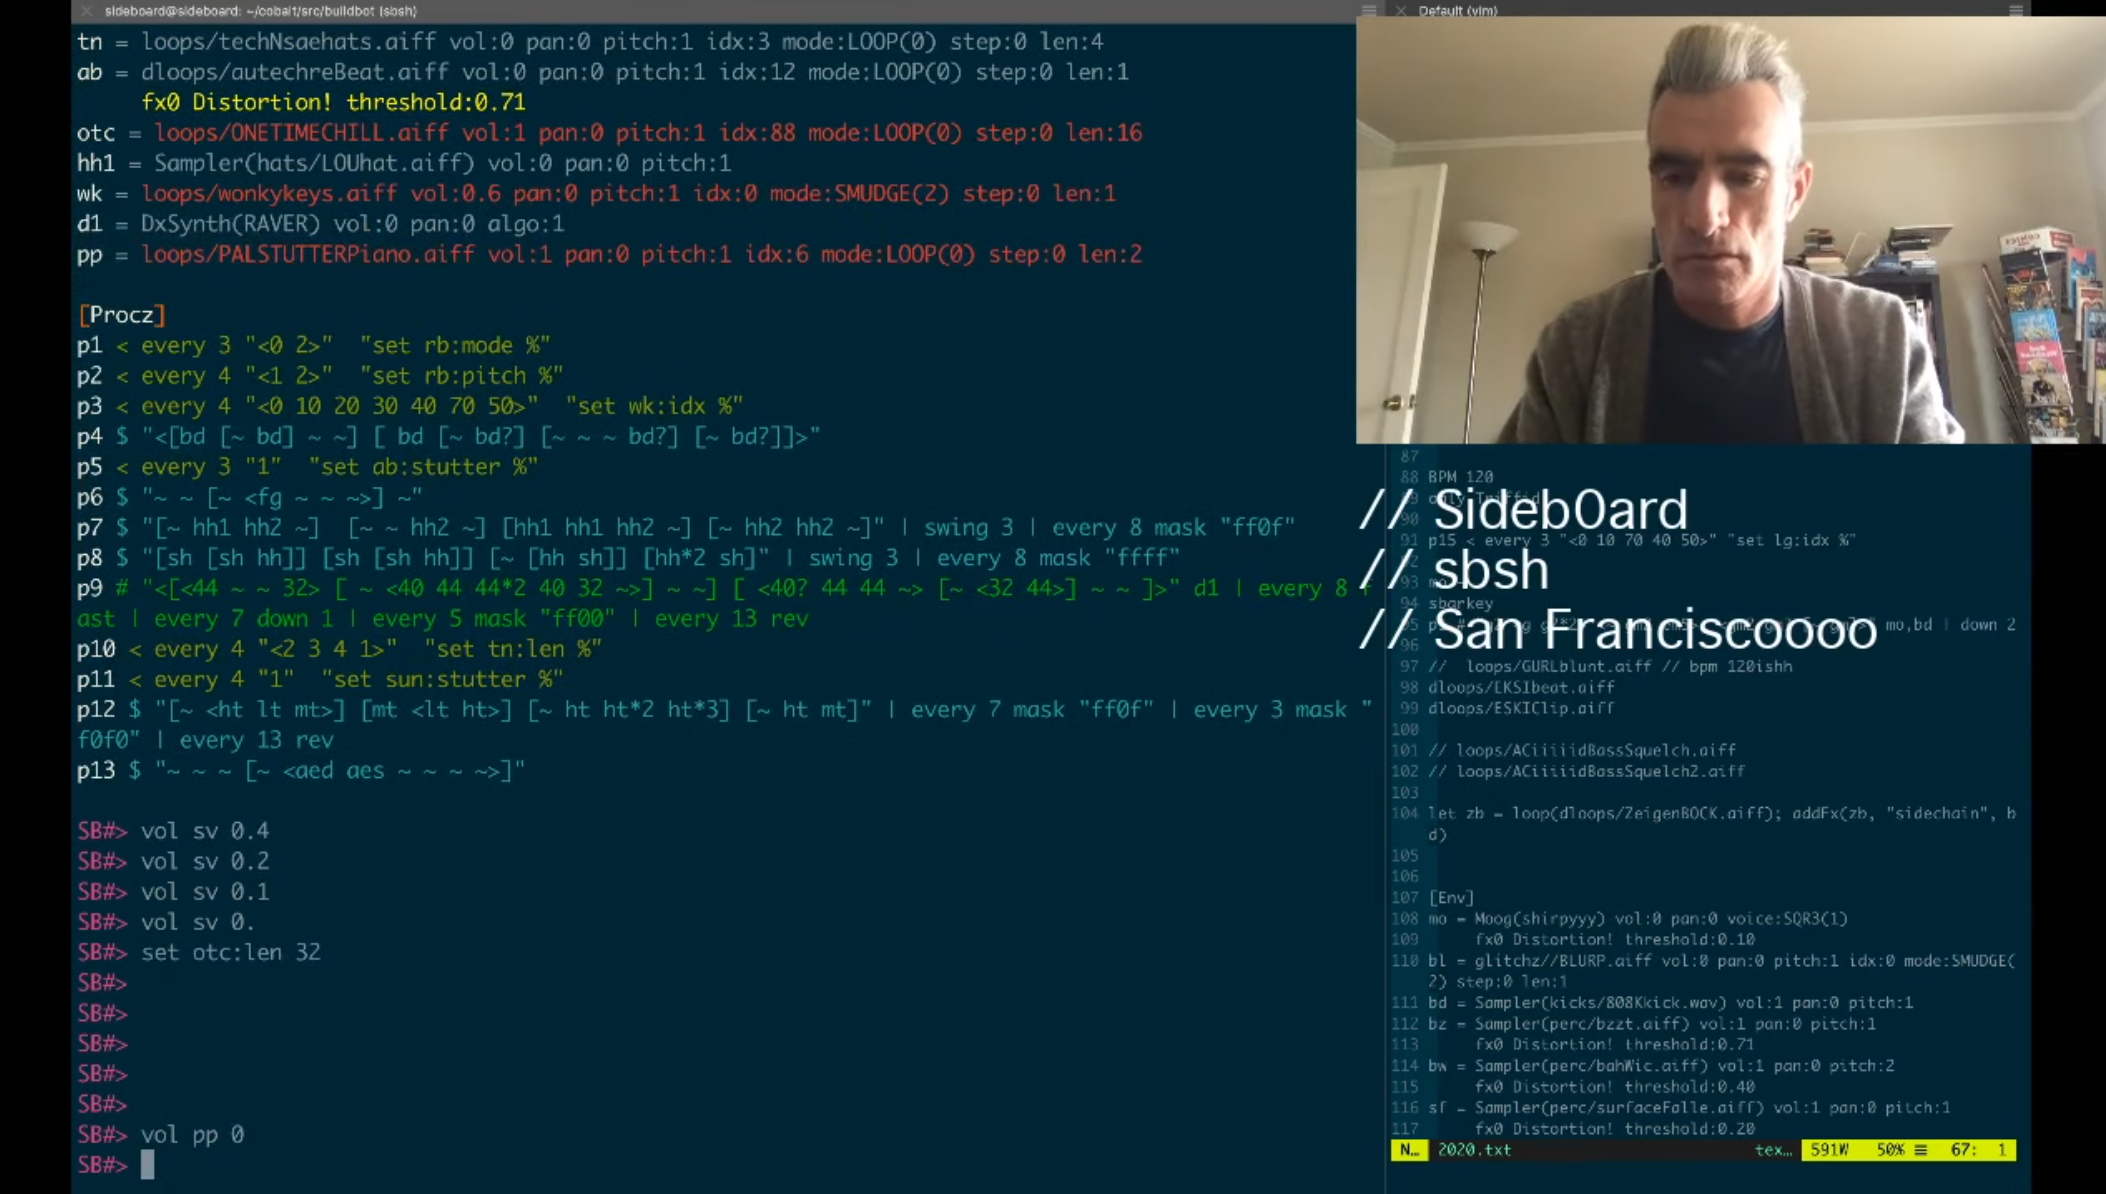 sideboard@sideboard: ~/cobalt/src/buildbot (sbsh)
tn = loops/techNsaehats.aiff vol:0 pan:0 pitch:1 idx:3 mode:LOOP(0) step:0 len:4
ab = dloops/autechreBeat.aiff vol:0 pan:0 pitch:1 idx:12 mode:LOOP(0) step:0 len:1
fx0 Distortion! threshold:0.71
otc = loops/ONETIMECHILL.aiff vol:1 pan:0 pitch:1 idx:88 mode:LOOP(0) step:0 len:16
hh1 = Sampler(hats/LOUhat.aiff) vol:0 pan:0 pitch:1
wk = loops/wonkykeys.aiff vol:0.6 pan:0 pitch:1 idx:0 mode:SMUDGE(2) step:0 len:1
d1 = DxSynth(RAVER) vol:0 pan:0 algo:1
pp = loops/PALSTUTTERPiano.aiff vol:1 pan:0 pitch:1 idx:6 mode:LOOP(0) step:0 len:2
[Procz]
p1 < every 3 "<0 2>"  "set rb:mode %"
p2 < every 4 "<1 2>"  "set rb:pitch %"
p3 < every 4 "<0 10 20 30 40 70 50>"  "set wk:idx %"
p4 $ "<[bd [~ bd] ~ ~] [ bd [~ bd?] [~ ~ ~ bd?] [~ bd?]]>"
p5 < every 3 "1"  "set ab:stutter %"
p6 $ "~ ~ [~ <fg ~ ~ ~>] ~"
p7 $ "[~ hh1 hh2 ~]  [~ ~ hh2 ~] [hh1 hh1 hh2 ~] [~ hh2 hh2 ~]" | swing 3 | every 8 mask "ff0f"
p8 $ "[sh [sh hh]] [sh [sh hh]] [~ [hh sh]] [hh*2 sh]" | swing 3 | every 8 mask "ffff"
p9 # "<[<44 ~ ~ 32> [ ~ <40 44 44*2 40 32 ~>] ~ ~] [ <40? 44 44 ~> [~ <32 44>] ~ ~ ]>" d1 | every 8 f
ast | every 7 down 1 | every 5 mask "ff00" | every 13 rev
p10 < every 4 "<2 3 4 1>"  "set tn:len %"
p11 < every 4 "1"  "set sun:stutter %"
p12 $ "[~ <ht lt mt>] [mt <lt ht>] [~ ht ht*2 ht*3] [~ ht mt]" | every 7 mask "ff0f" | every 3 mask "
f0f0" | every 13 rev
p13 $ "~ ~ ~ [~ <aed aes ~ ~ ~ ~>]"
SB#> vol sv 0.4
SB#> vol sv 0.2
SB#> vol sv 0.1
SB#> vol sv 0.
SB#> set otc:len 32
SB#>
SB#>
SB#>
SB#>
SB#>
SB#> vol pp 0
SB#>
Default (vim)
87
88 BPM 120
// Sideb0ard
90
91 p15 < every 3 "<0 10 70 40 50>" "set lg:idx %"
// sbsh
94 sbarkey
// San Franciscoooo
mo,bd | down 2
96
97 //  loops/GURLblunt.aiff // bpm 120ishh
98 dloops/EKSIbeat.aiff
99 dloops/ESKIClip.aiff
100
101 // loops/ACiiiiidBassSquelch.aiff
102 // loops/ACiiiiidBassSquelch2.aiff
103
104 let zb = loop(dloops/ZeigenBOCK.aiff); addFx(zb, "sidechain", b
d)
105
106
107 [Env]
108 mo = Moog(shirpyyy) vol:0 pan:0 voice:SQR3(1)
109 fx0 Distortion! threshold:0.10
110 bl = glitchz//BLURP.aiff vol:0 pan:0 pitch:1 idx:0 mode:SMUDGE(
2) step:0 len:1
111 bd = Sampler(kicks/808Kkick.wav) vol:1 pan:0 pitch:1
112 bz = Sampler(perc/bzzt.aiff) vol:1 pan:0 pitch:1
113 fx0 Distortion! threshold:0.71
114 bw = Sampler(perc/bahWic.aiff) vol:1 pan:0 pitch:2
115 fx0 Distortion! threshold:0.40
116 sf = Sampler(perc/surfaceFalle.aiff) vol:1 pan:0 pitch:1
117 fx0 Distortion! threshold:0.20
N… 2020.txt tex… 591W 50% ≡ 67: 1